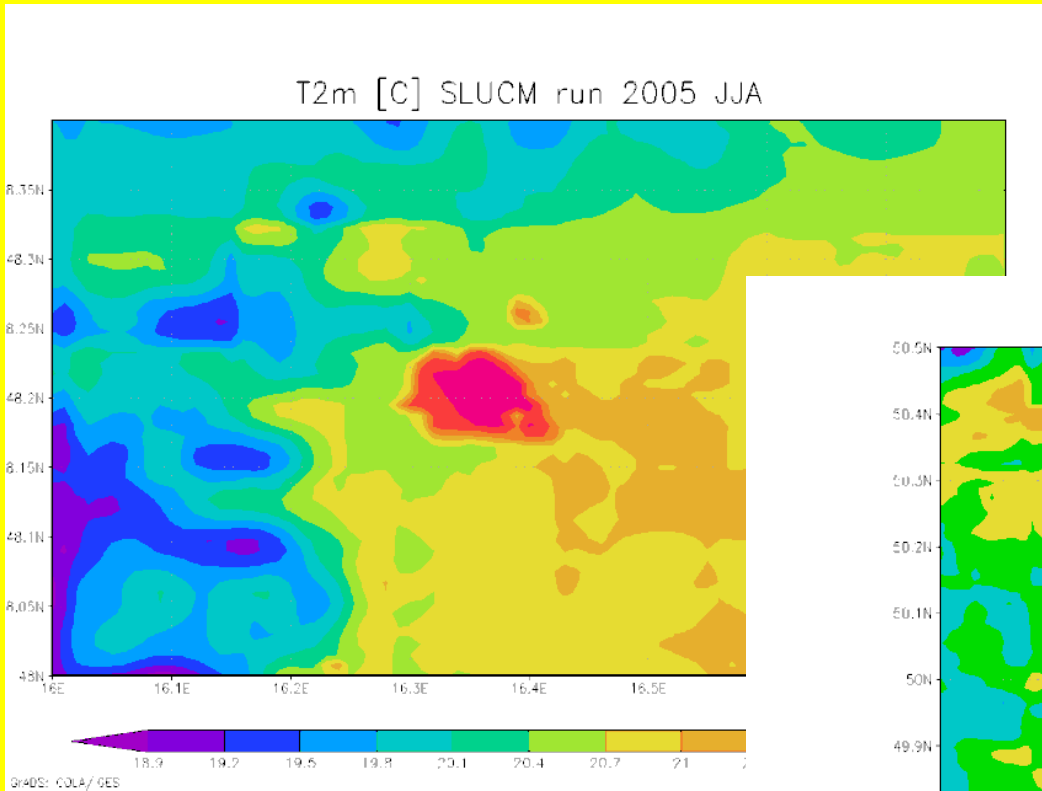 T2m [C] SLUCM run 2005 JJA
8.35N
48.3N
8.25N
48.2N
8.15N
48.1N
8.05N
48N
16E 16.1E 16.2E 16.3E 16.4E 16.5E
18.9 19.2 19.5 19.8 20.1 20.4 20.7 21
GrADS: COLA/IGES
50.5N
50.4N
50.3N
50.2N
50.1N
50N
49.9N